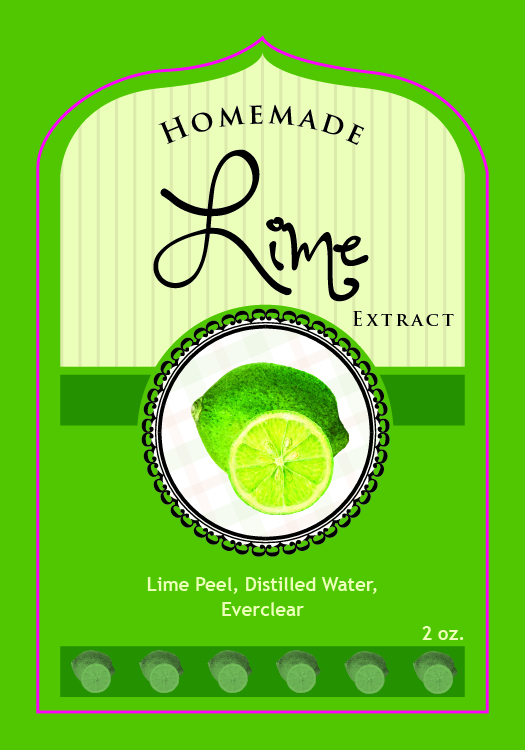 HOMEMADE
Lime
EXTRACT
Lime Peel, Distilled Water,
Everclear
2 oz.